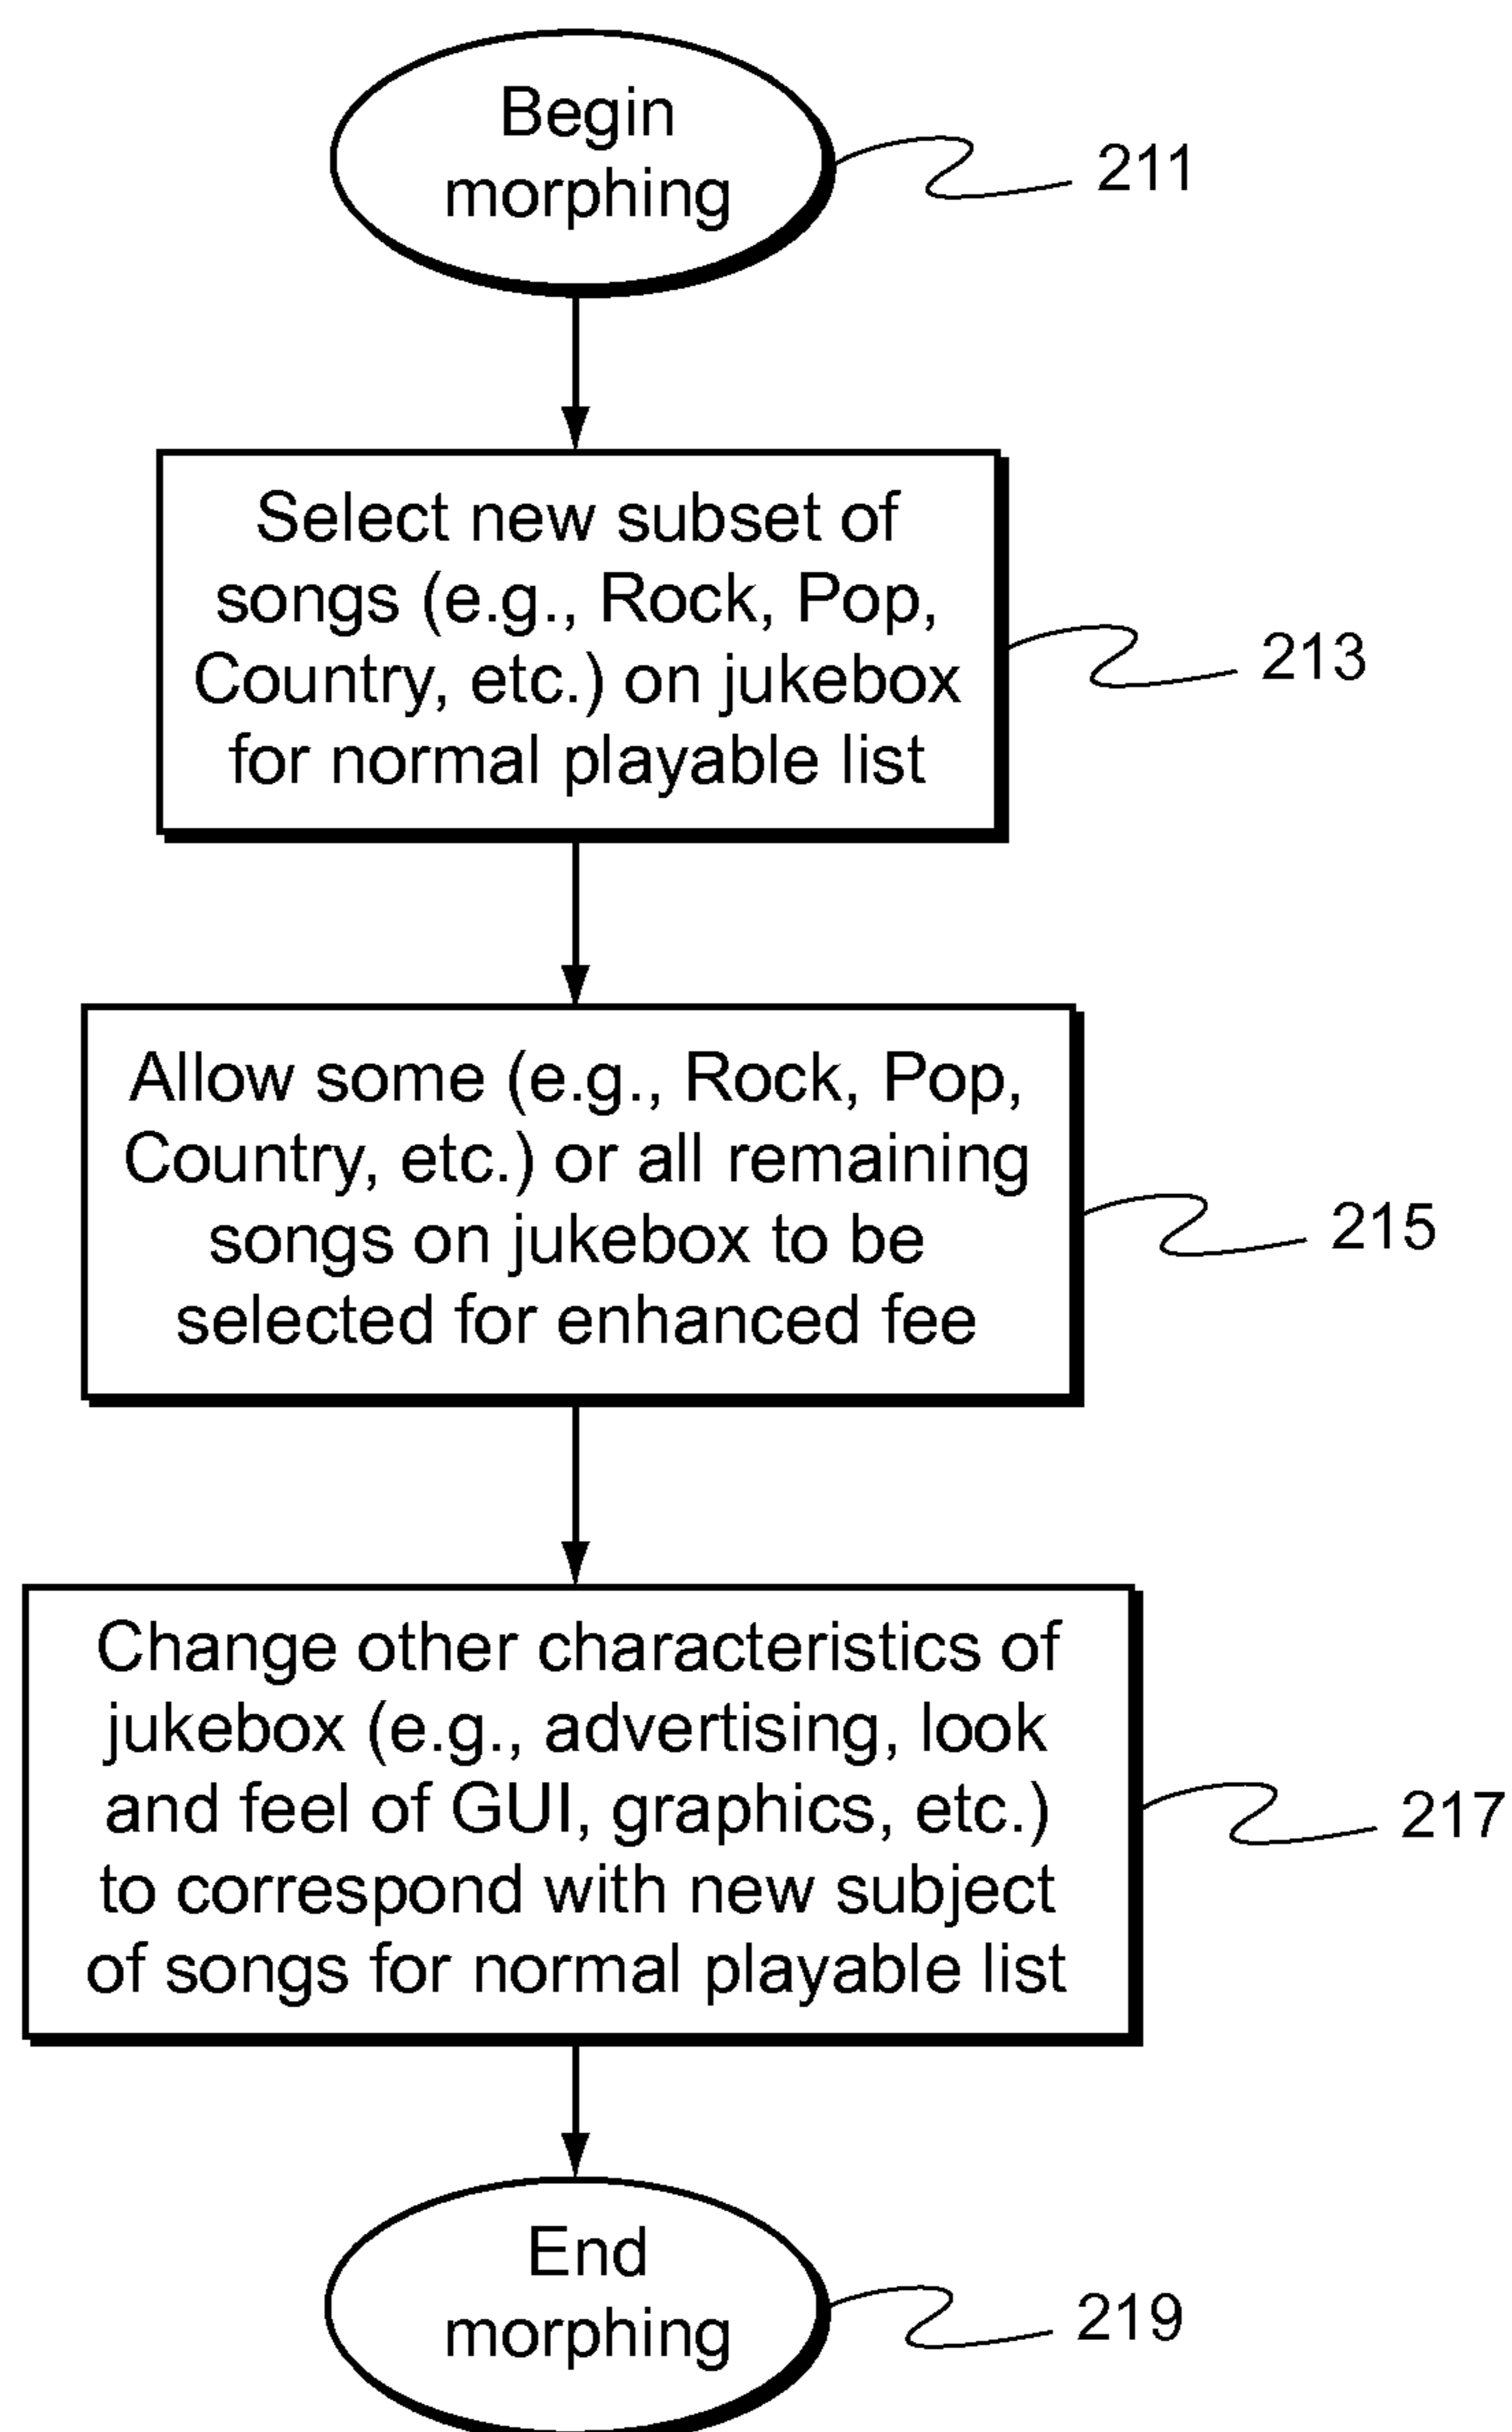 Begin
morphing
211
Select new subset of
songs (e.g., Rock, Pop,
Country, etc.) on jukebox
for normal playable list
213
Allow some (e.g., Rock, Pop,
Country, etc.) or all remaining
songs on jukebox to be
selected for enhanced fee
215
Change other characteristics of
jukebox (e.g., advertising, look
and feel of GUI, graphics, etc.)
to correspond with new subject
of songs for normal playable list
217
End
morphing
219